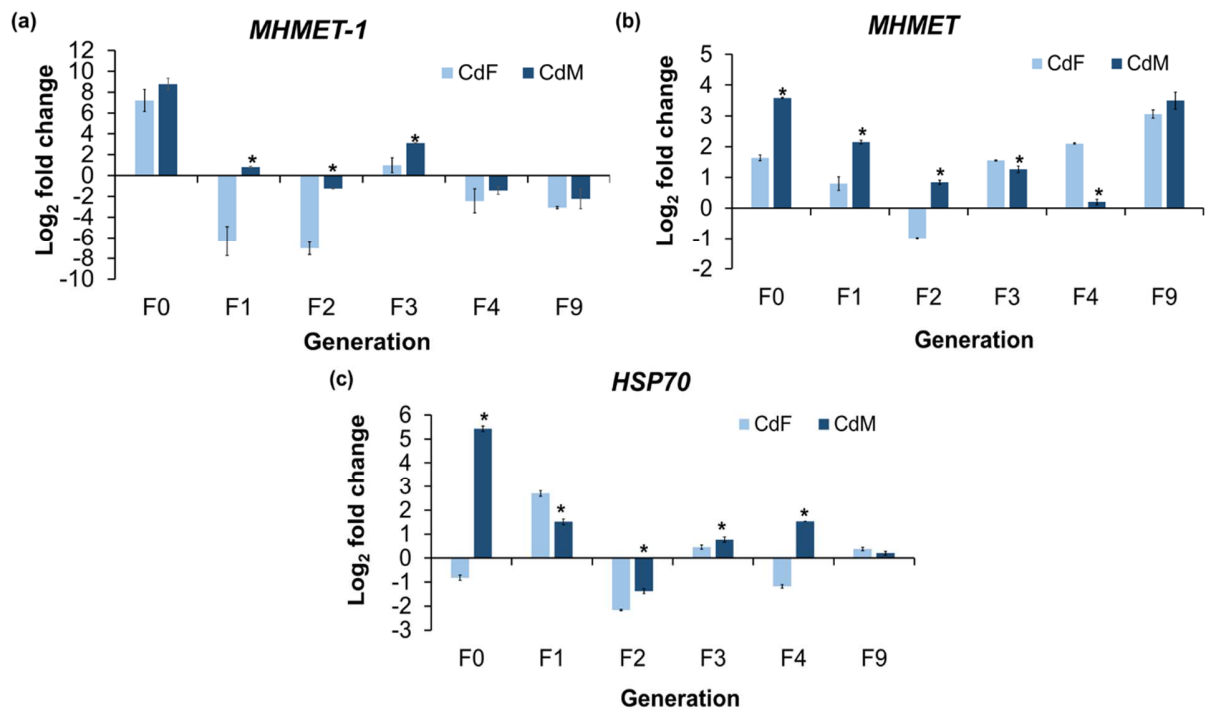 (a)
MHMET-1
Log2 fold change
12
10
8
6
4
2
0
-2
-4
-6
-8
-10
CdF CdM
*
*
*
F0 F1 F2 F3 F4 F9
Generation
(b)
MHMET
Log2 fold change
5
4
3
2
1
0
-1
-2
CdF CdM
*
*
*
*
*
F0 F1 F2 F3 F4 F9
Generation
(c)
HSP70
Log2 fold change
6
5
4
3
2
1
0
-1
-2
-3
CdF CdM
*
*
*
*
*
F0 F1 F2 F3 F4 F9
Generation